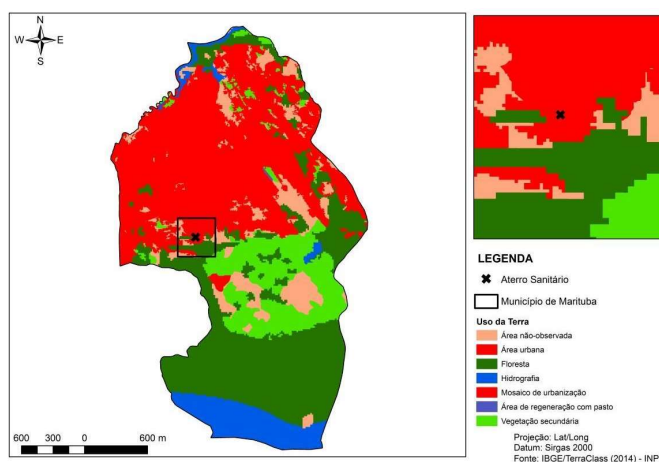 N
W E
S
600 300 0 600 m
LEGENDA
Aterro Sanitário
Município de Marituba
Uso da Terra
Área não-observada
Área urbana
Floresta
Hidrografia
Mosaico de urbanização
Área de regeneração com pasto
Vegetação secundária
Projeção: Lat/Long
Datum: Sirgas 2000
Fonte: IBGE/TerraClass (2014) - INP